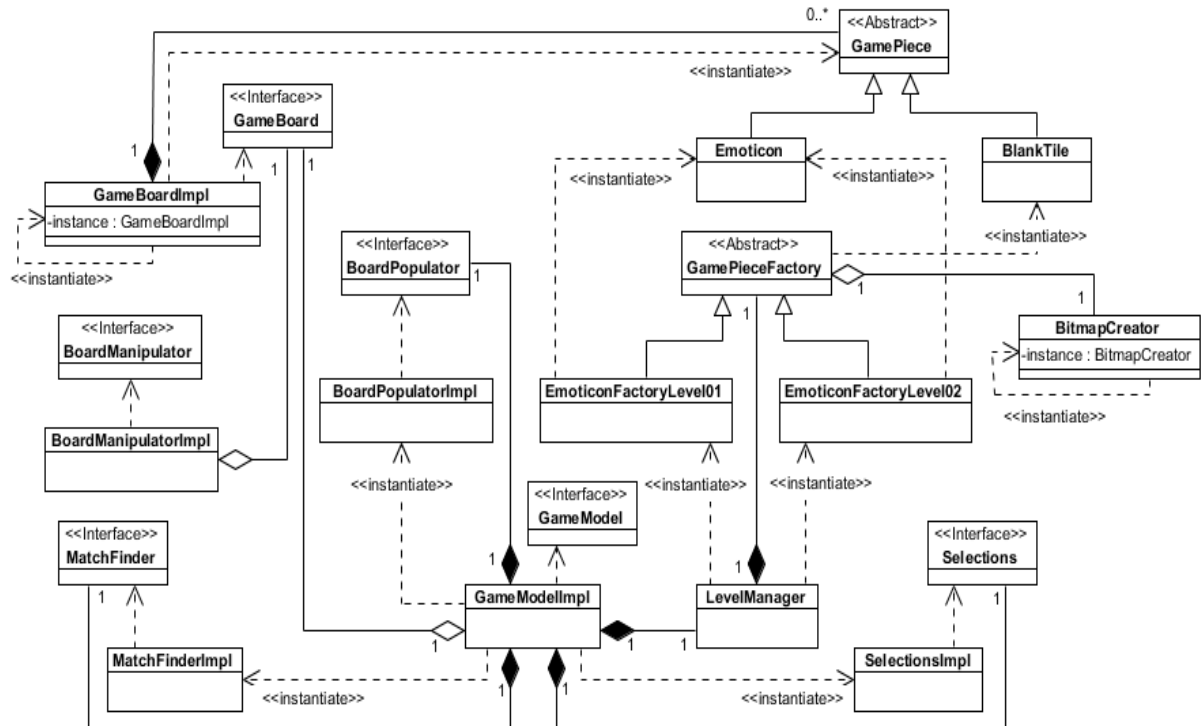 0..*
<<Abstract>>
GamePiece
<<instantiate>>
<<Interface>>
GameBoard
1
1
1
Emoticon
BlankTile
<<instantiate>>
<<instantiate>>
<<instantiate>>
GameBoardImpl
-instance : GameBoardImpl
<<instantiate>>
<<Interface>>
BoardPopulator
1
<<Abstract>>
GamePieceFactory
1
1
1
<<Interface>>
BoardManipulator
BitmapCreator
-instance : BitmapCreator
<<instantiate>>
BoardPopulatorImpl
EmoticonFactoryLevel01
EmoticonFactoryLevel02
BoardManipulatorImpl
<<instantiate>>
<<instantiate>>
<<instantiate>>
<<Interface>>
GameModel
<<Interface>>
MatchFinder
1
<<Interface>>
Selections
1
1
1
GameModelImpl
LevelManager
1
1
1
MatchFinderImpl
SelectionsImpl
1
1
<<instantiate>>
<<instantiate>>